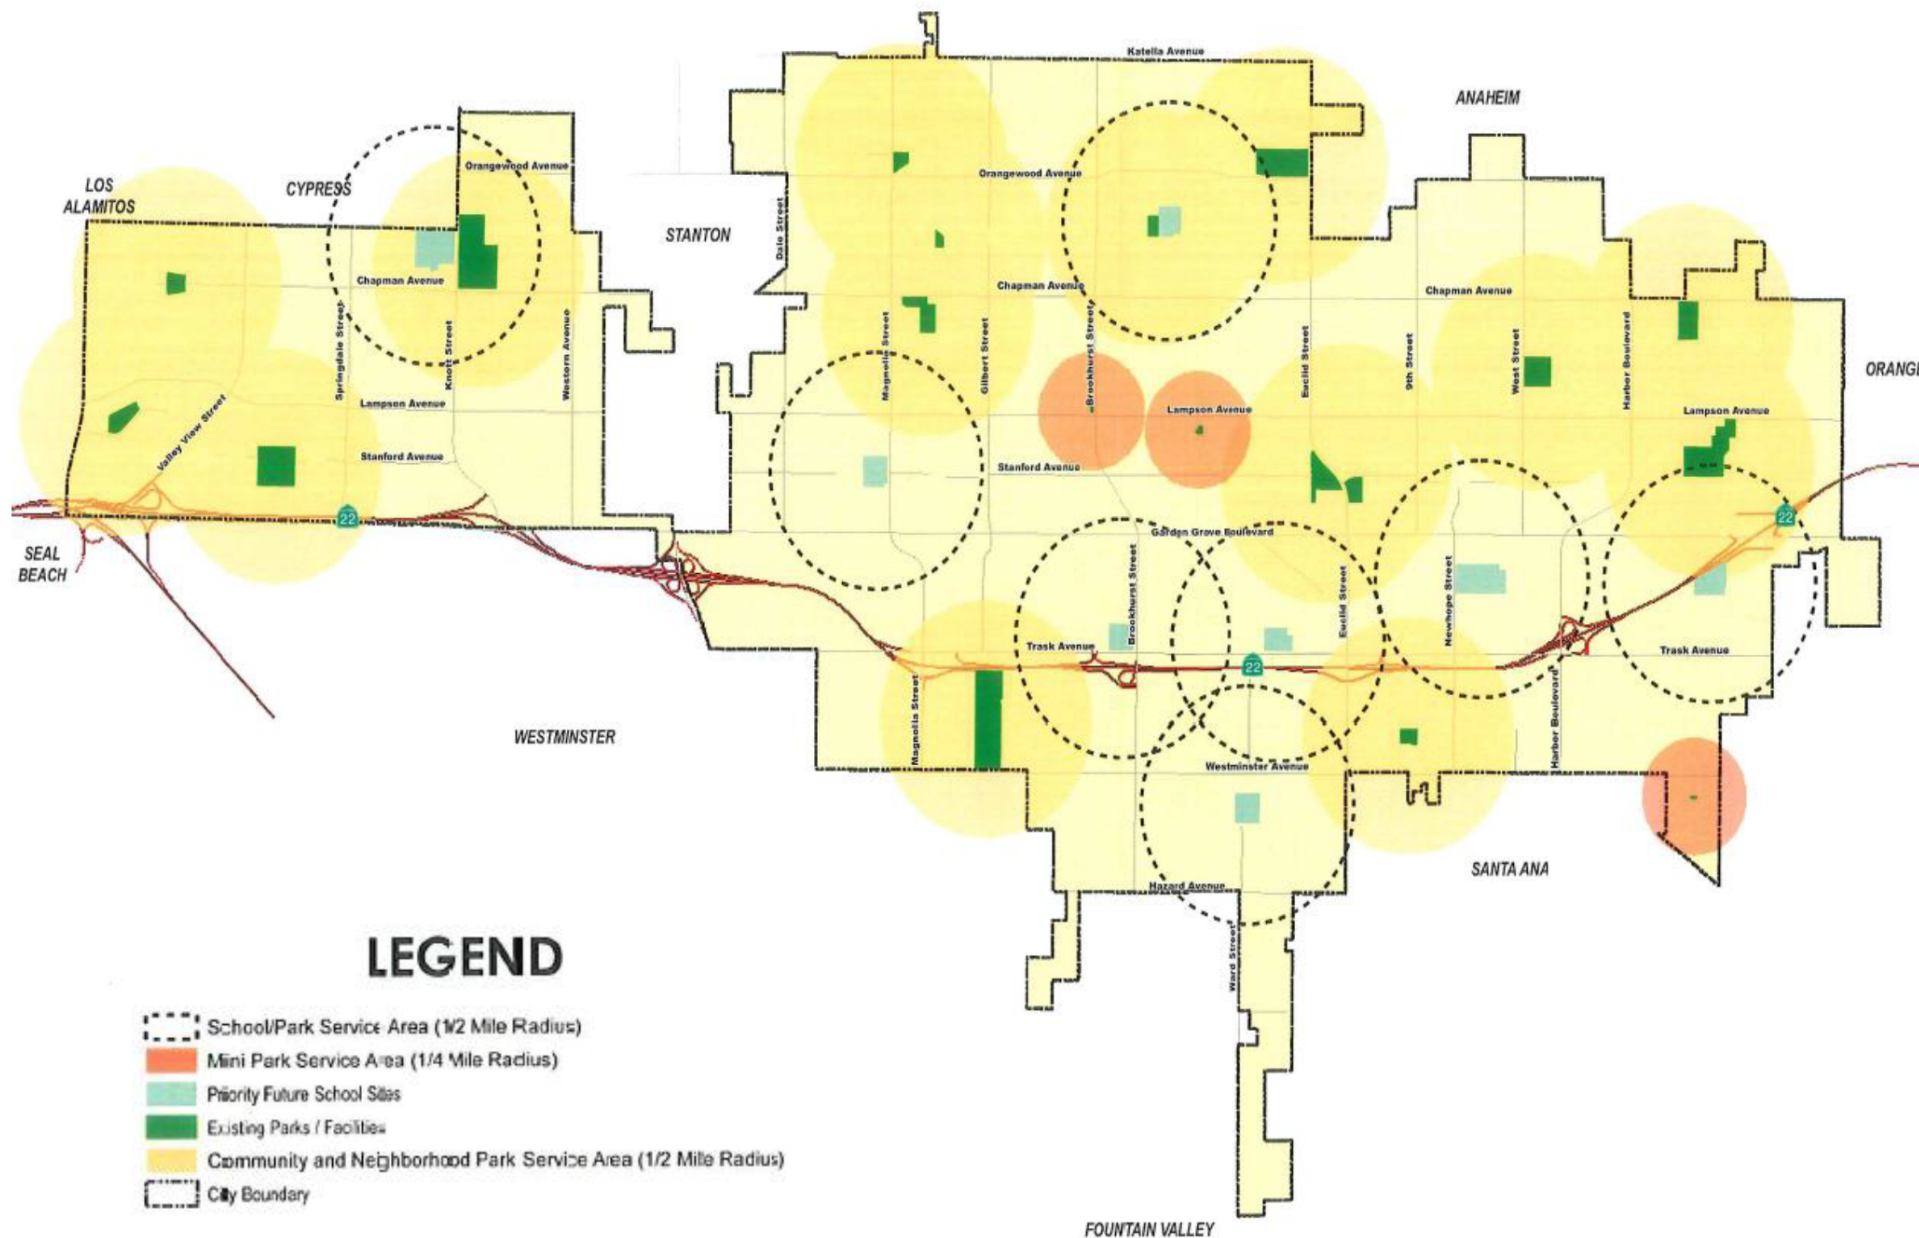 Katella Avenue
ANAHEIM
Orangewood Avenue
LOS
ALAMITOS
CYPRESS
Orangewood Avenue
STANTON
Dale Street
Chapman Avenue
Chapman Avenue
Chapman Avenue
Springdale Street
Knott Street
Western Avenue
Magnolia Street
Gilbert Street
Brookhurst Street
Euclid Street
9th Street
West Street
Harbor Boulevard
ORANGE
Lampson Avenue
Lampson Avenue
Lampson Avenue
Valley View Street
Stanford Avenue
Stanford Avenue
22
22
Garden Grove Boulevard
SEAL
BEACH
Brookhurst Street
Euclid Street
Newhope Street
Trask Avenue
22
Trask Avenue
Magnolia Street
Harbor Boulevard
WESTMINSTER
Westminster Avenue
SANTA ANA
Hazard Avenue
Ward Street
LEGEND
School/Park Service Area (1/2 Mile Radius)
Mini Park Service Area (1/4 Mile Radius)
Priority Future School Sites
Existing Parks / Facilities
Community and Neighborhood Park Service Area (1/2 Mile Radius)
City Boundary
FOUNTAIN VALLEY